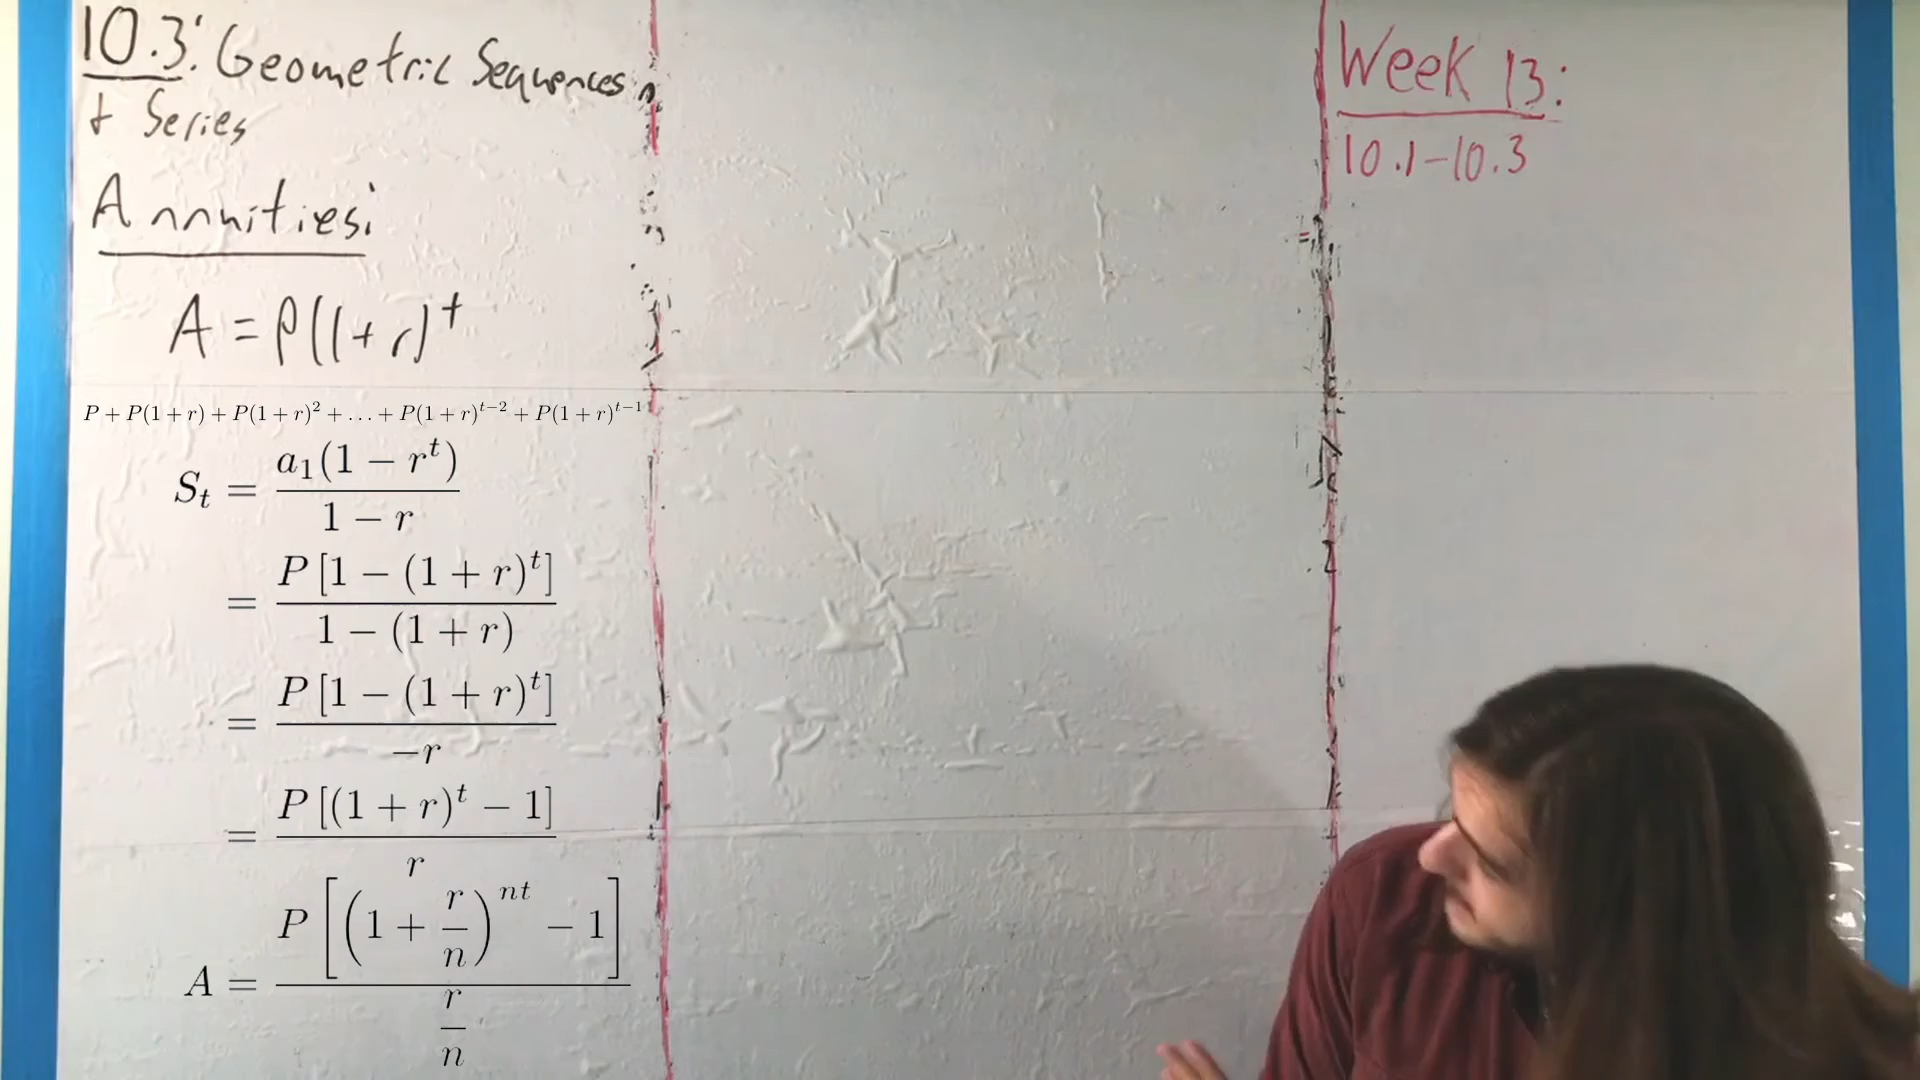 10.3: Geometric Sequences
+ Series
Annuities:
A = P(1+r)^t
P + P(1 + r) + P(1 + r)^2 + … + P(1 + r)^{t−2} + P(1 + r)^{t−1}
S_t = a_1(1 − r^t) / (1 − r)
= P[1 − (1 + r)^t] / (1 − (1 + r))
= P[1 − (1 + r)^t] / (−r)
= P[(1 + r)^t − 1] / r
A = P[(1 + r/n)^{nt} − 1] / (r/n)
Week 13:
10.1-10.3